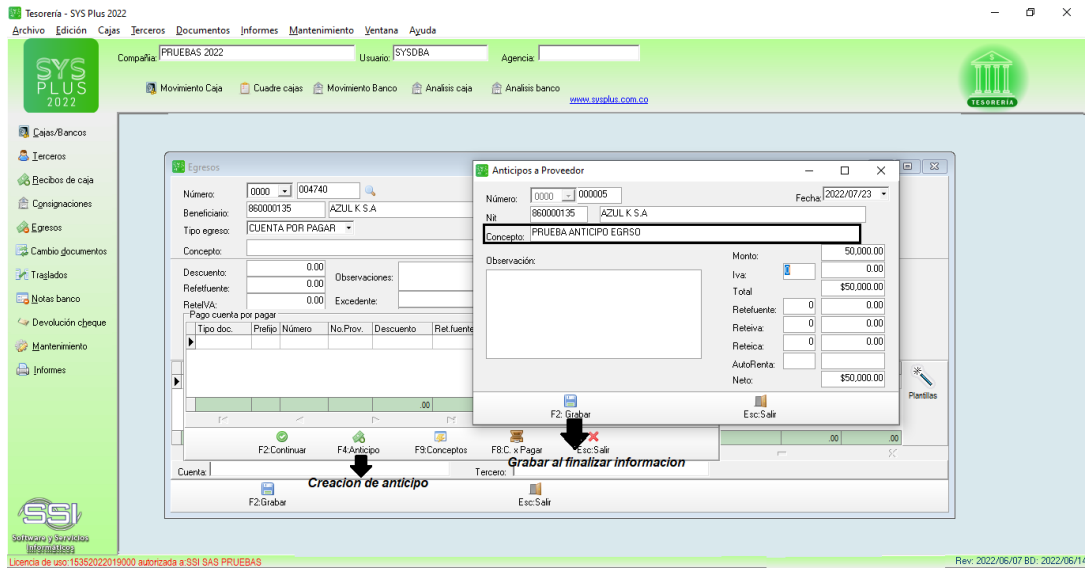 Tesorería - SYS Plus 2022
Archivo Edición Cajas Terceros Documentos Informes Mantenimiento Ventana Ayuda
SYS PLUS 2022
Compañia: PRUEBAS 2022 Usuario: SYSDBA Agencia:
Movimiento Caja Cuadre cajas Movimiento Banco Analisis caja Analisis banco
www.sysplus.com.co
TESORERIA
Cajas/Bancos
Terceros
Recibos de caja
Consignaciones
Egresos
Cambio documentos
Traslados
Notas banco
Devolución cheque
Mantenimiento
Informes
Egresos
Número: 0000 004740
Beneficiario: 860000135 AZUL K S.A
Tipo egreso: CUENTA POR PAGAR
Concepto:
Descuento: 0.00 Observaciones:
Refetfuente: 0.00
ReteIVA: 0.00 Excedente:
Pago cuenta por pagar
Tipo doc. Prefijo Número No.Prov. Descuento Ret.fuente
.00
F2:Continuar F4:Anticipo F9:Conceptos F8:C. x Pagar Esc:Salir
Creacion de anticipo
Cuenta: Tercero:
F2:Grabar Esc:Salir
Anticipos a Proveedor
Número: 0000 000005 Fecha: 2022/07/23
Nit 860000135 AZUL K S.A
Concepto: PRUEBA ANTICIPO EGRSO
Observación:
Monto: 50,000.00
Iva: 0 0.00
Total $50,000.00
Retefuente: 0 0.00
Reteiva: 0 0.00
Reteica: 0 0.00
AutoRenta:
Neto: $50,000.00
F2: Grabar Esc:Salir
Grabar al finalizar informacion
Plantillas
.00 .00
SSI
Software y Servicios
Informáticos
Licencia de uso:15352022019000 autorizada a:SSI SAS PRUEBAS
Rev: 2022/06/07 BD: 2022/06/14